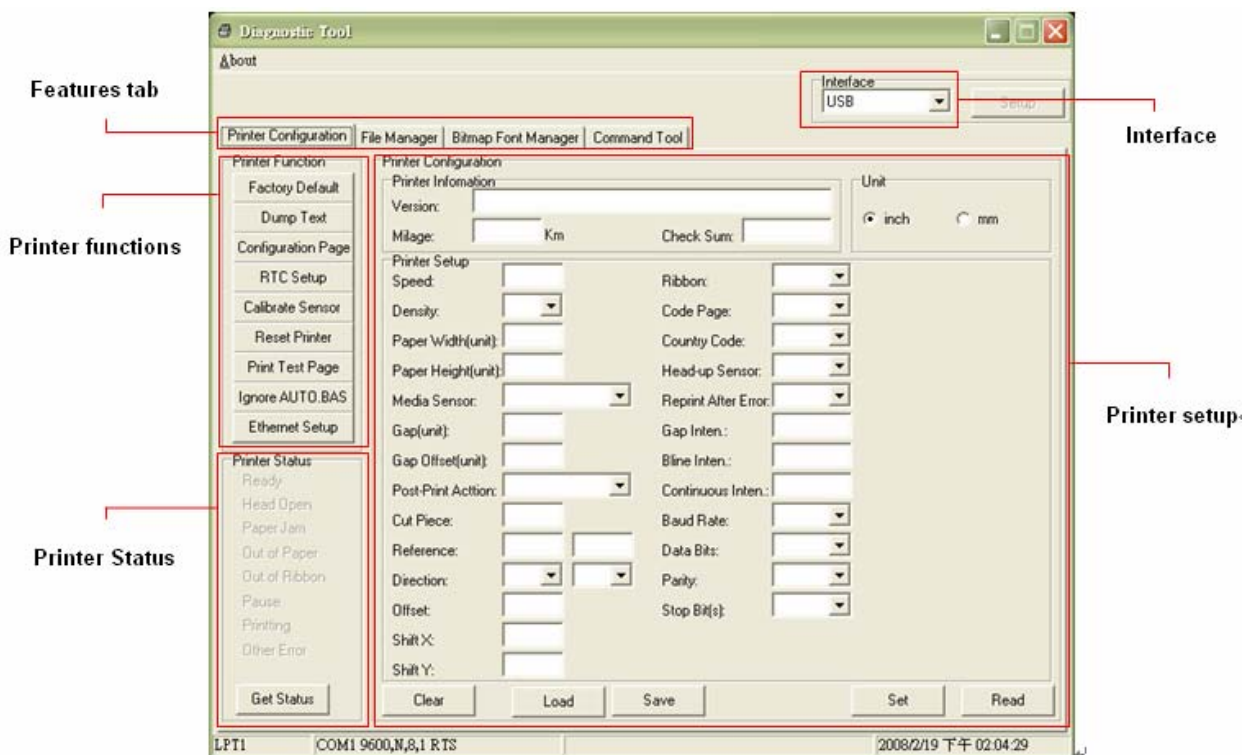 Diagnostic Tool
About
Features tab
Interface
USB
Setup
Interface
Printer Configuration File Manager Bitmap Font Manager Command Tool
Printer Function
Factory Default
Dump Text
Configuration Page
RTC Setup
Calibrate Sensor
Reset Printer
Print Test Page
Ignore AUTO.BAS
Ethernet Setup
Printer functions
Printer Status
Ready
Head Open
Paper Jam
Out of Paper
Out of Ribbon
Pause
Printing
Other Error
Get Status
Printer Status
Printer Configuration
Printer Infomation
Version:
Milage: Km Check Sum:
Unit
inch mm
Printer Setup
Speed: Ribbon:
Density: Code Page:
Paper Width(unit): Country Code:
Paper Height(unit): Head-up Sensor:
Media Sensor: Reprint After Error:
Gap(unit): Gap Inten.:
Gap Offset(unit): Bline Inten.:
Post-Print Acttion: Continuous Inten.:
Cut Piece: Baud Rate:
Reference: Data Bits:
Direction: Parity:
Offset: Stop Bit(s):
Shift X:
Shift Y:
Clear Load Save Set Read
Printer setup
LPT1 COM1 9600,N,8,1 RTS 2008/2/19 下午 02:04:29